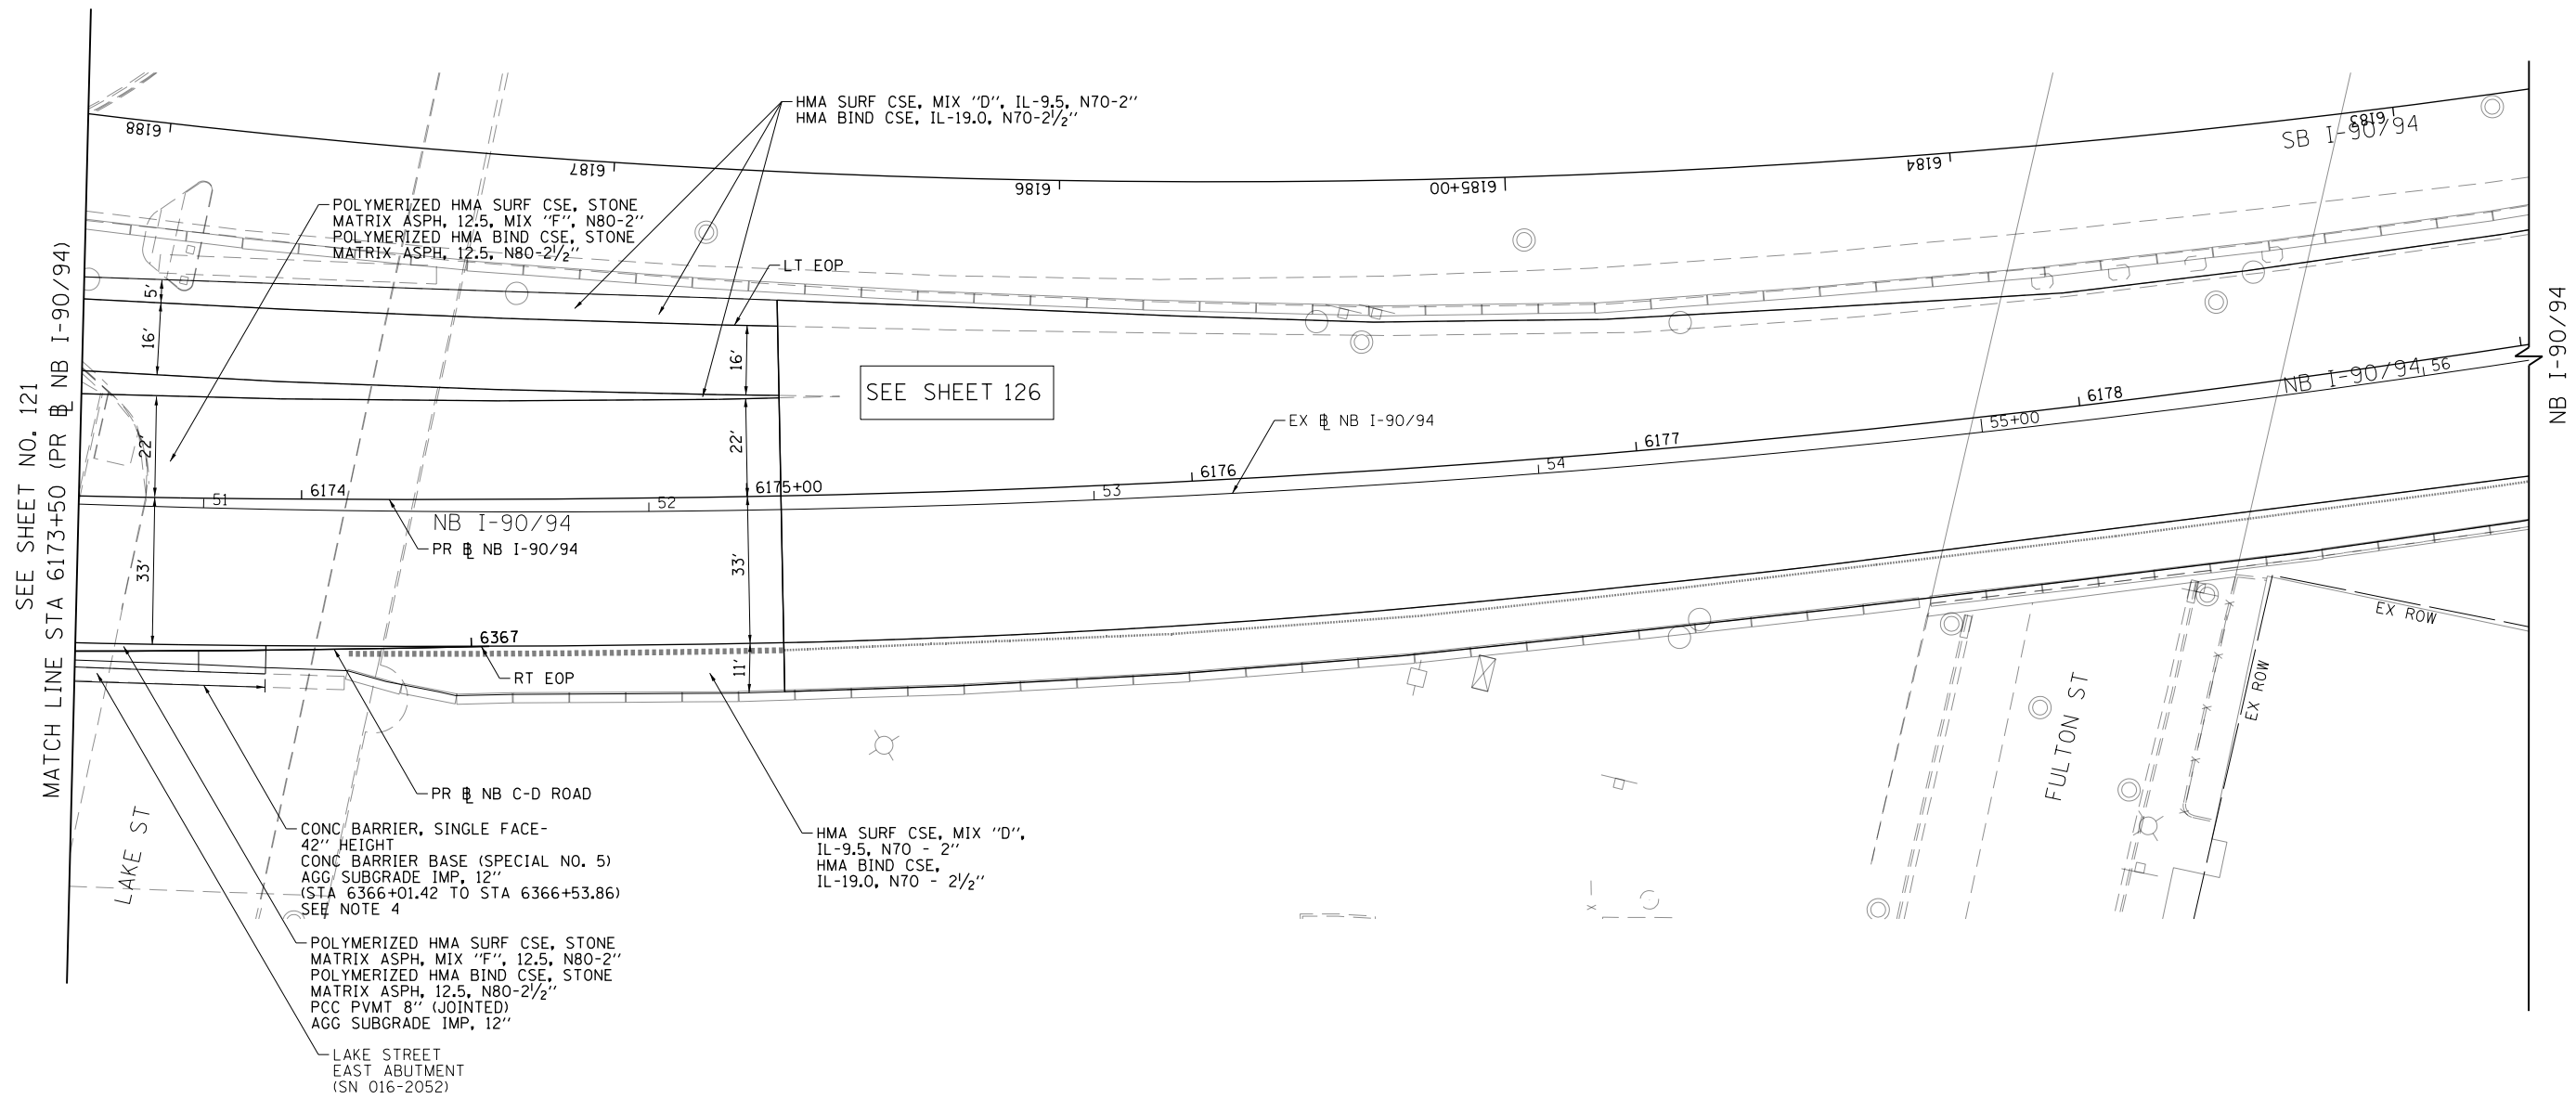 SEE SHEET NO. 121
MATCH LINE STA 6173+50 (PR BL NB I-90/94)
6188
6187
6186
6185+00
6184
6183
SB I-90/94
HMA SURF CSE, MIX "D", IL-9.5, N70-2"
HMA BIND CSE, IL-19.0, N70-2½"
POLYMERIZED HMA SURF CSE, STONE
MATRIX ASPH, 12.5, MIX "F", N80-2"
POLYMERIZED HMA BIND CSE, STONE
MATRIX ASPH, 12.5, N80-2½"
LT EOP
5'
16'
22'
33'
16'
22'
33'
11'
SEE SHEET 126
EX BL NB I-90/94
NB I-90/94
56
6178
55+00
6177
54
6176
53
6175+00
52
6174
51
NB I-90/94
PR BL NB I-90/94
6367
RT EOP
PR BL NB C-D ROAD
CONC BARRIER, SINGLE FACE-
42" HEIGHT
CONC BARRIER BASE (SPECIAL NO. 5)
AGG SUBGRADE IMP, 12"
(STA 6366+01.42 TO STA 6366+53.86)
SEE NOTE 4
HMA SURF CSE, MIX "D",
IL-9.5, N70 - 2"
HMA BIND CSE,
IL-19.0, N70 - 2½"
POLYMERIZED HMA SURF CSE, STONE
MATRIX ASPH, MIX "F", 12.5, N80-2"
POLYMERIZED HMA BIND CSE, STONE
MATRIX ASPH, 12.5, N80-2½"
PCC PVMT 8" (JOINTED)
AGG SUBGRADE IMP, 12"
LAKE STREET
EAST ABUTMENT
(SN 016-2052)
LAKE ST
FULTON ST
EX ROW
EX ROW
NB I-90/94